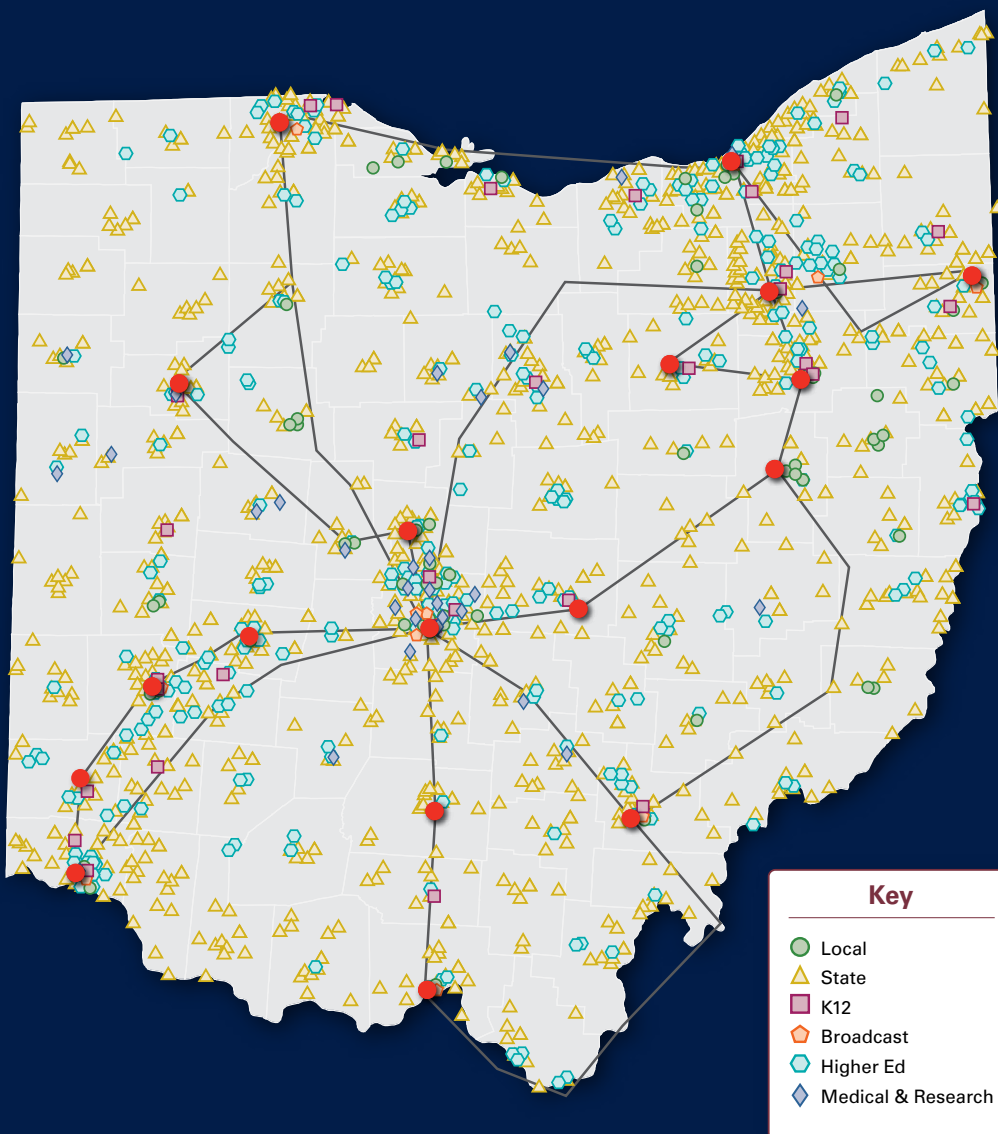 Key
Local
State
K12
Broadcast
Higher Ed
Medical & Research